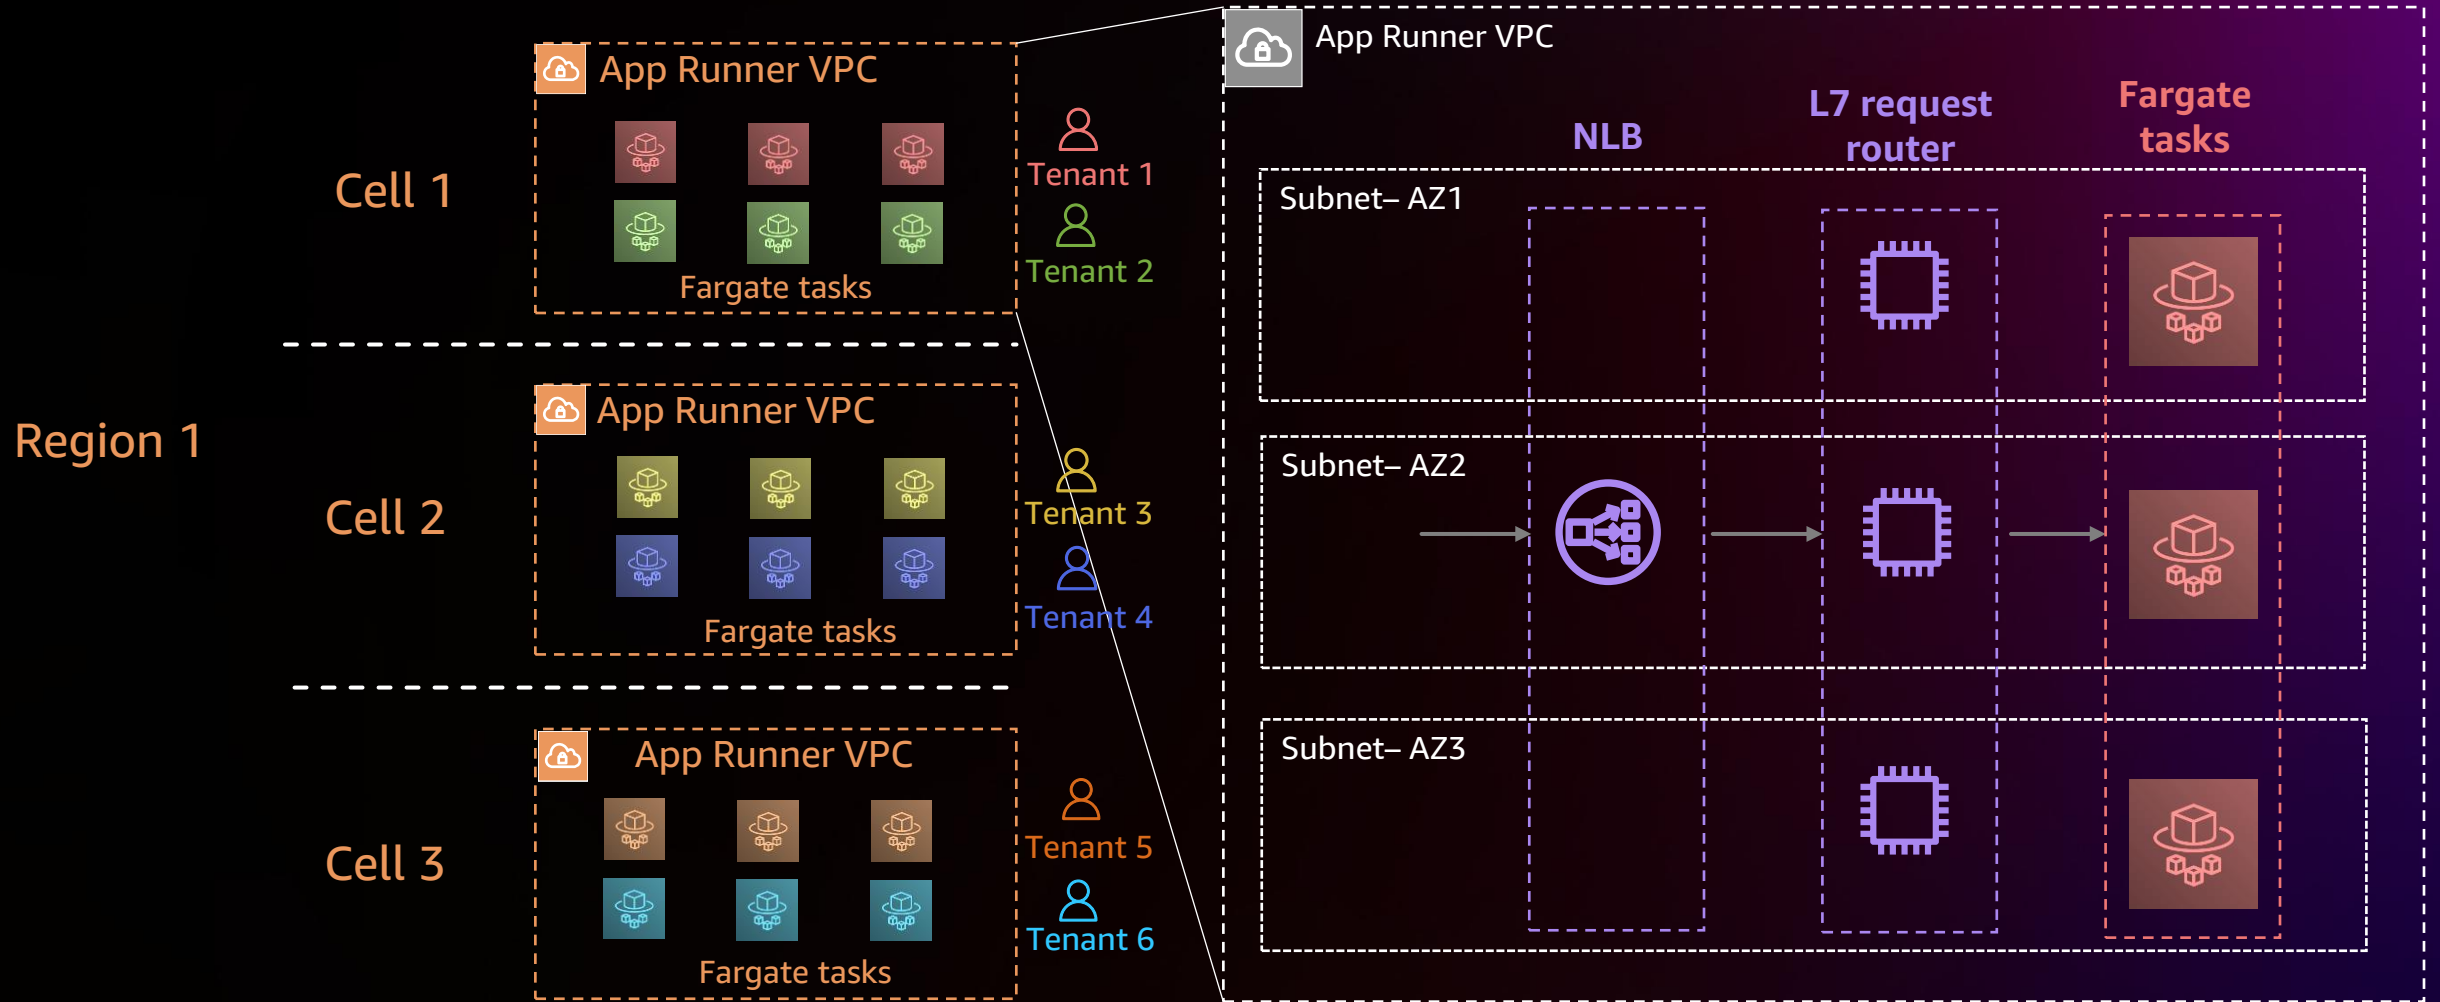 Region 1
Cell 1
App Runner VPC
Fargate tasks
Tenant 1
Tenant 2
Cell 2
App Runner VPC
Fargate tasks
Tenant 3
Tenant 4
Cell 3
App Runner VPC
Fargate tasks
Tenant 5
Tenant 6
App Runner VPC
NLB
L7 request
router
Fargate
tasks
Subnet– AZ1
Subnet– AZ2
Subnet– AZ3